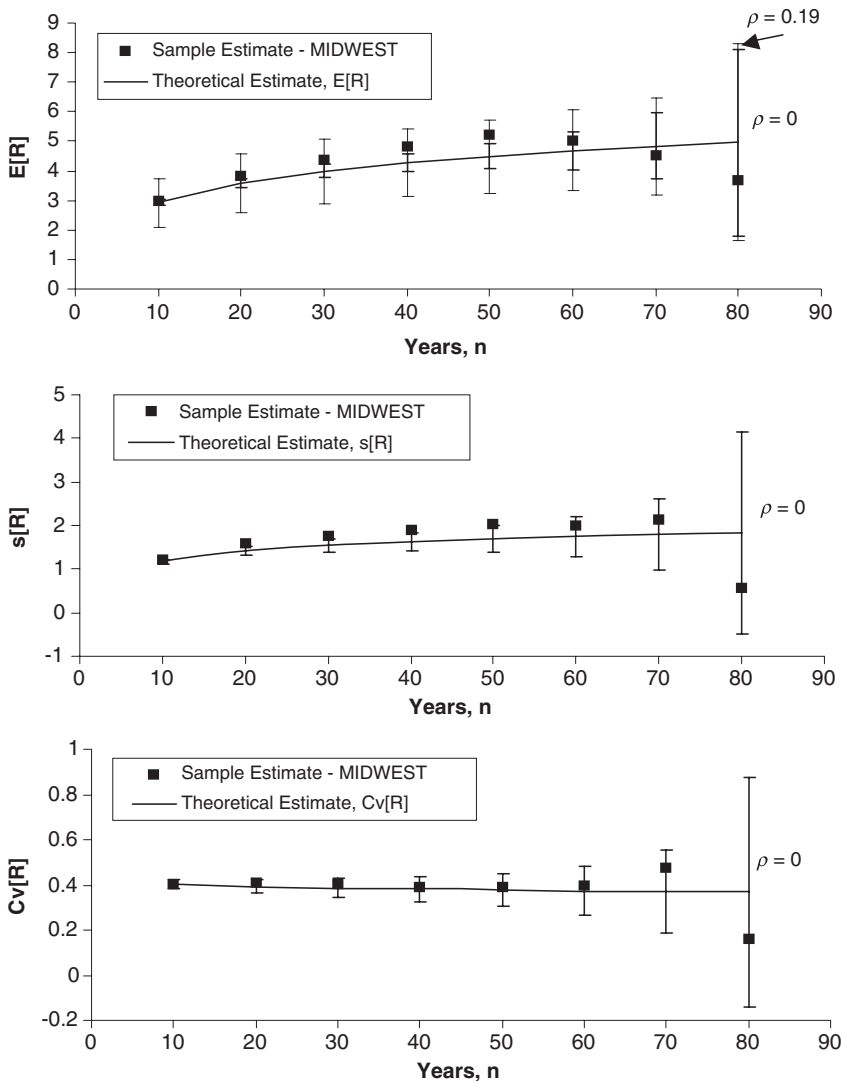 9
8
7
6
5
4
3
2
1
0
E[R]
Sample Estimate - MIDWEST
Theoretical Estimate, E[R]
ρ = 0.19
ρ = 0
0 10 20 30 40 50 60 70 80 90
Years, n
5
4
3
2
1
0
-1
s[R]
Sample Estimate - MIDWEST
Theoretical Estimate, s[R]
ρ = 0
0 10 20 30 40 50 60 70 80 90
Years, n
1
0.8
0.6
0.4
0.2
0
-0.2
Cv[R]
Sample Estimate - MIDWEST
Theoretical Estimate, Cv[R]
ρ = 0
0 10 20 30 40 50 60 70 80 90
Years, n